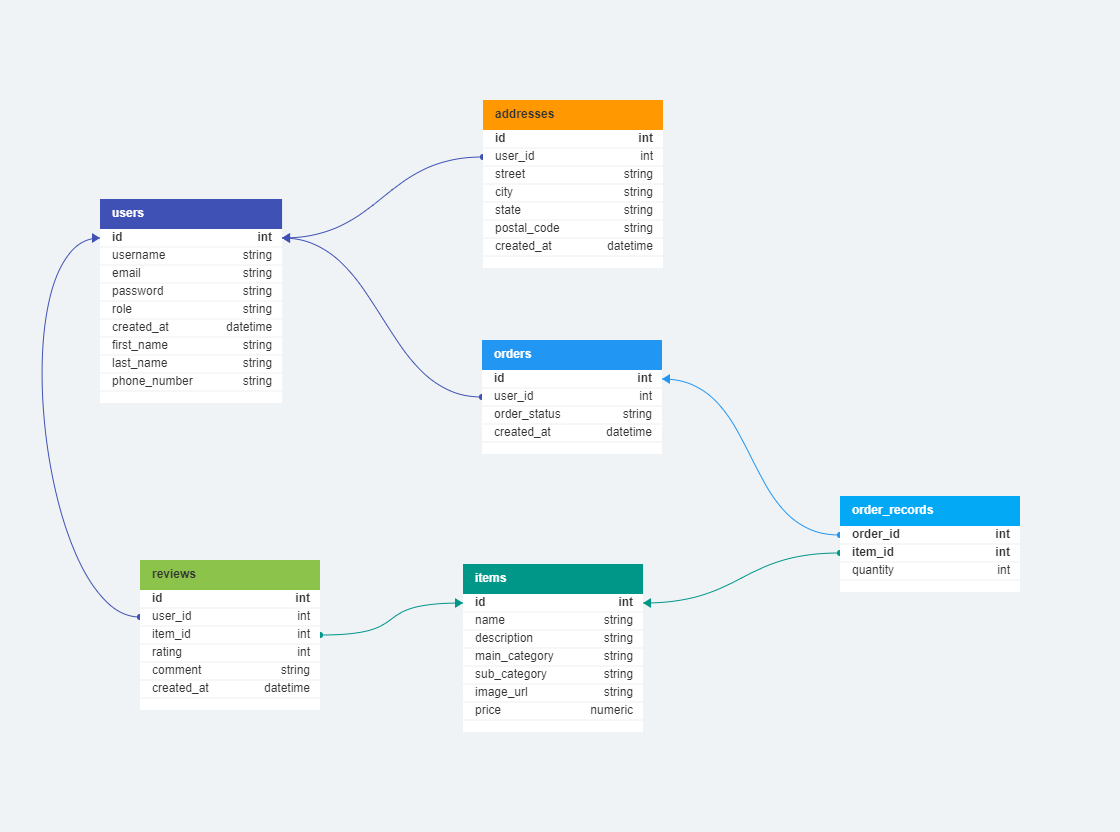 addresses
id int
user_id int
street string
city string
state string
postal_code string
created_at datetime
users
id int
username string
email string
password string
role string
created_at datetime
first_name string
last_name string
phone_number string
orders
id int
user_id int
order_status string
created_at datetime
order_records
order_id int
item_id int
quantity int
reviews
id int
user_id int
item_id int
rating int
comment string
created_at datetime
items
id int
name string
description string
main_category string
sub_category string
image_url string
price numeric